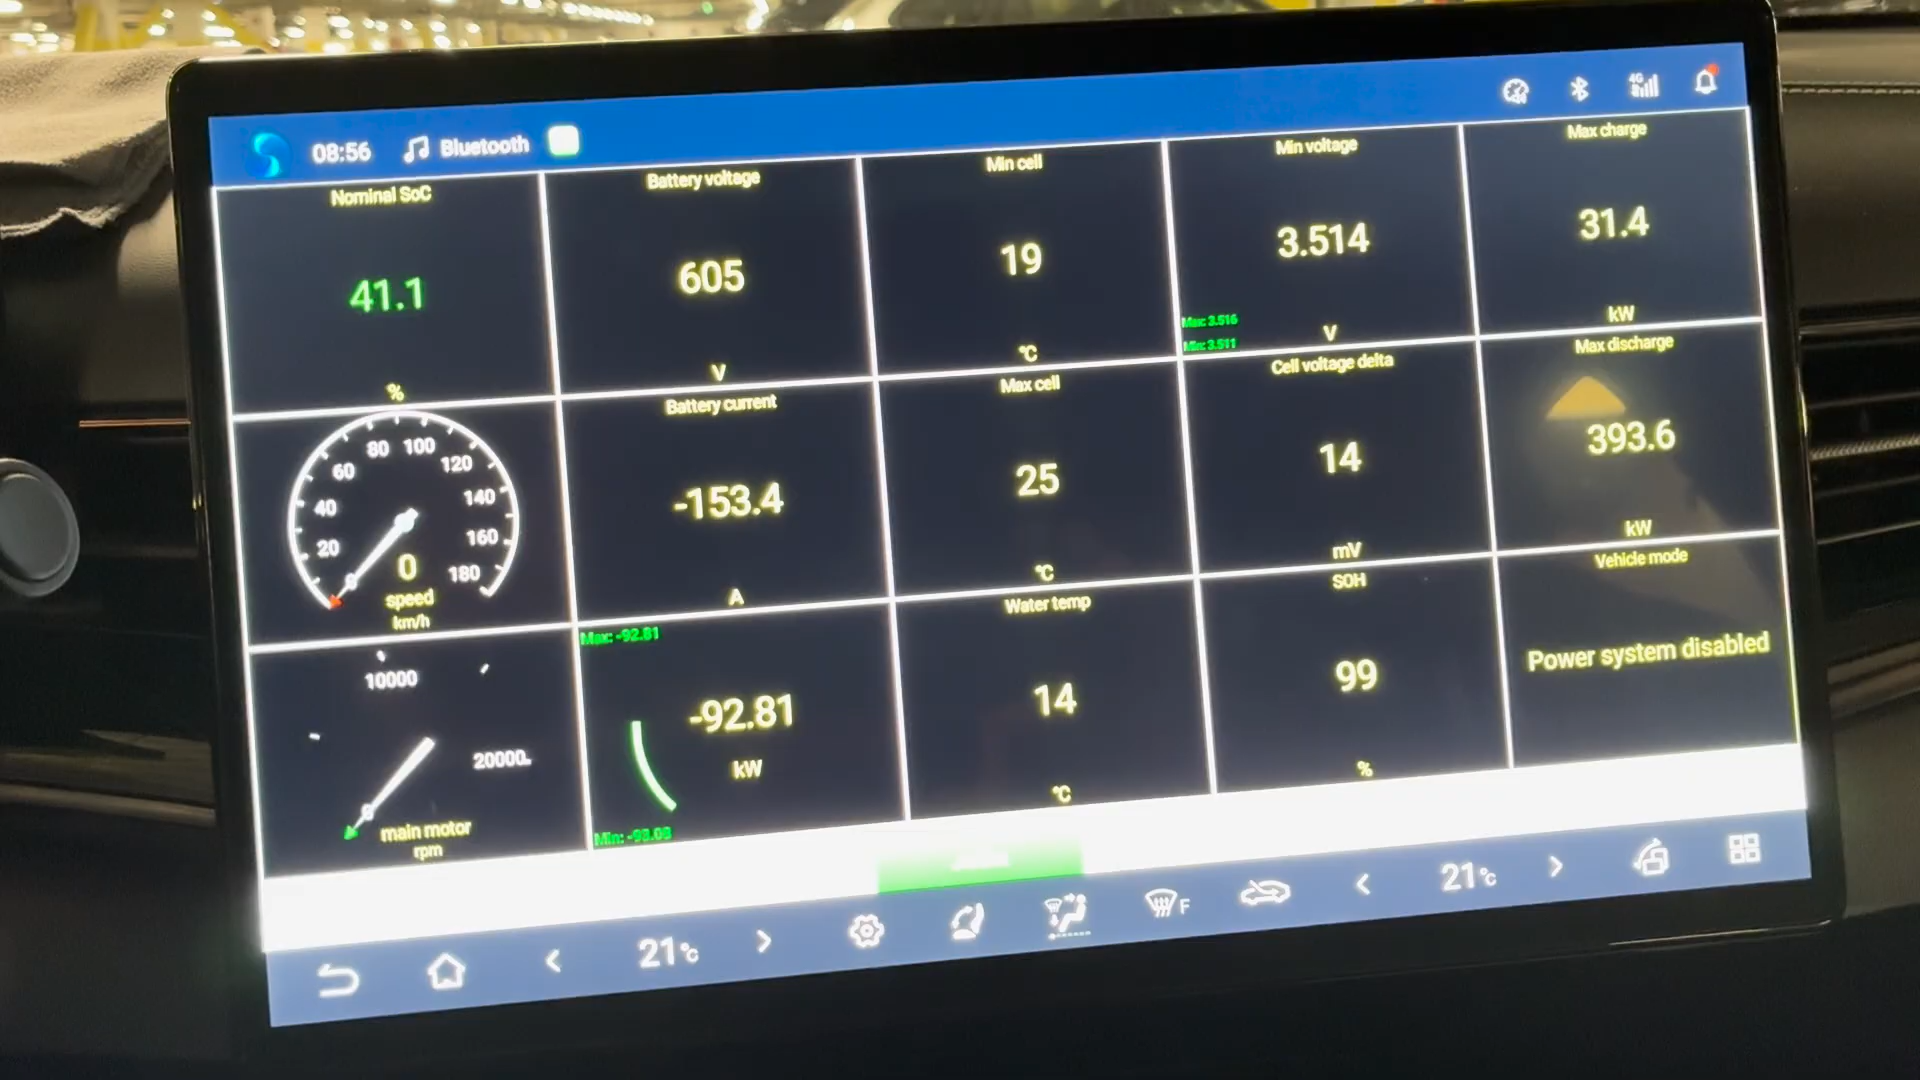 08:56 Bluetooth 4G
Nominal SoC
41.1
%
Battery voltage
605
V
Min cell
19
°C
Min voltage
3.514
Max: 3.516
Min: 3.511
V
Max charge
31.4
kW
80 100
60 120
40 140
20 160
0 180
0
speed
km/h
Battery current
-153.4
A
Max cell
25
°C
Cell voltage delta
14
mV
Max discharge
393.6
kW
10000
20000
0
main motor
rpm
Max: -92.81
-92.81
kW
Min: -93.03
Water temp
14
°C
SOH
99
%
Vehicle mode
Power system disabled
21°C
F
21°C